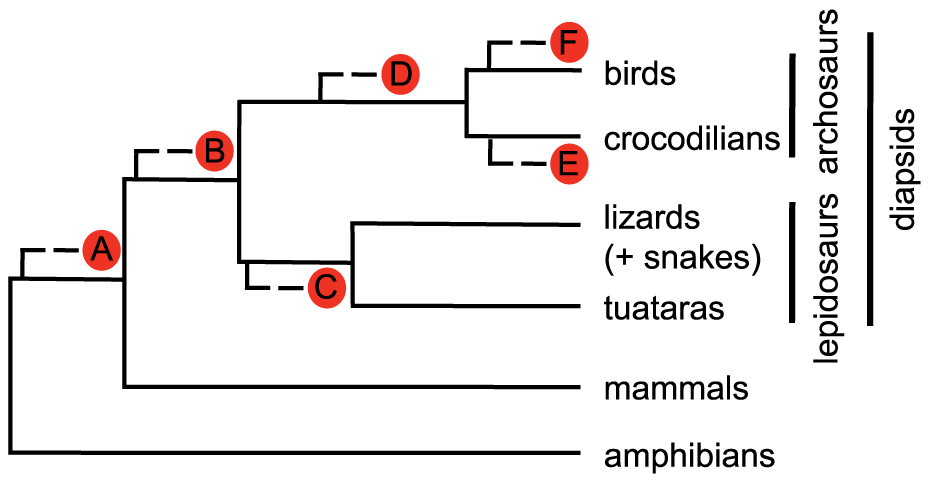 F
birds
D
crocodilians
B
E
lizards
(+ snakes)
A
C
tuataras
mammals
amphibians
archosaurs
lepidosaurs
diapsids